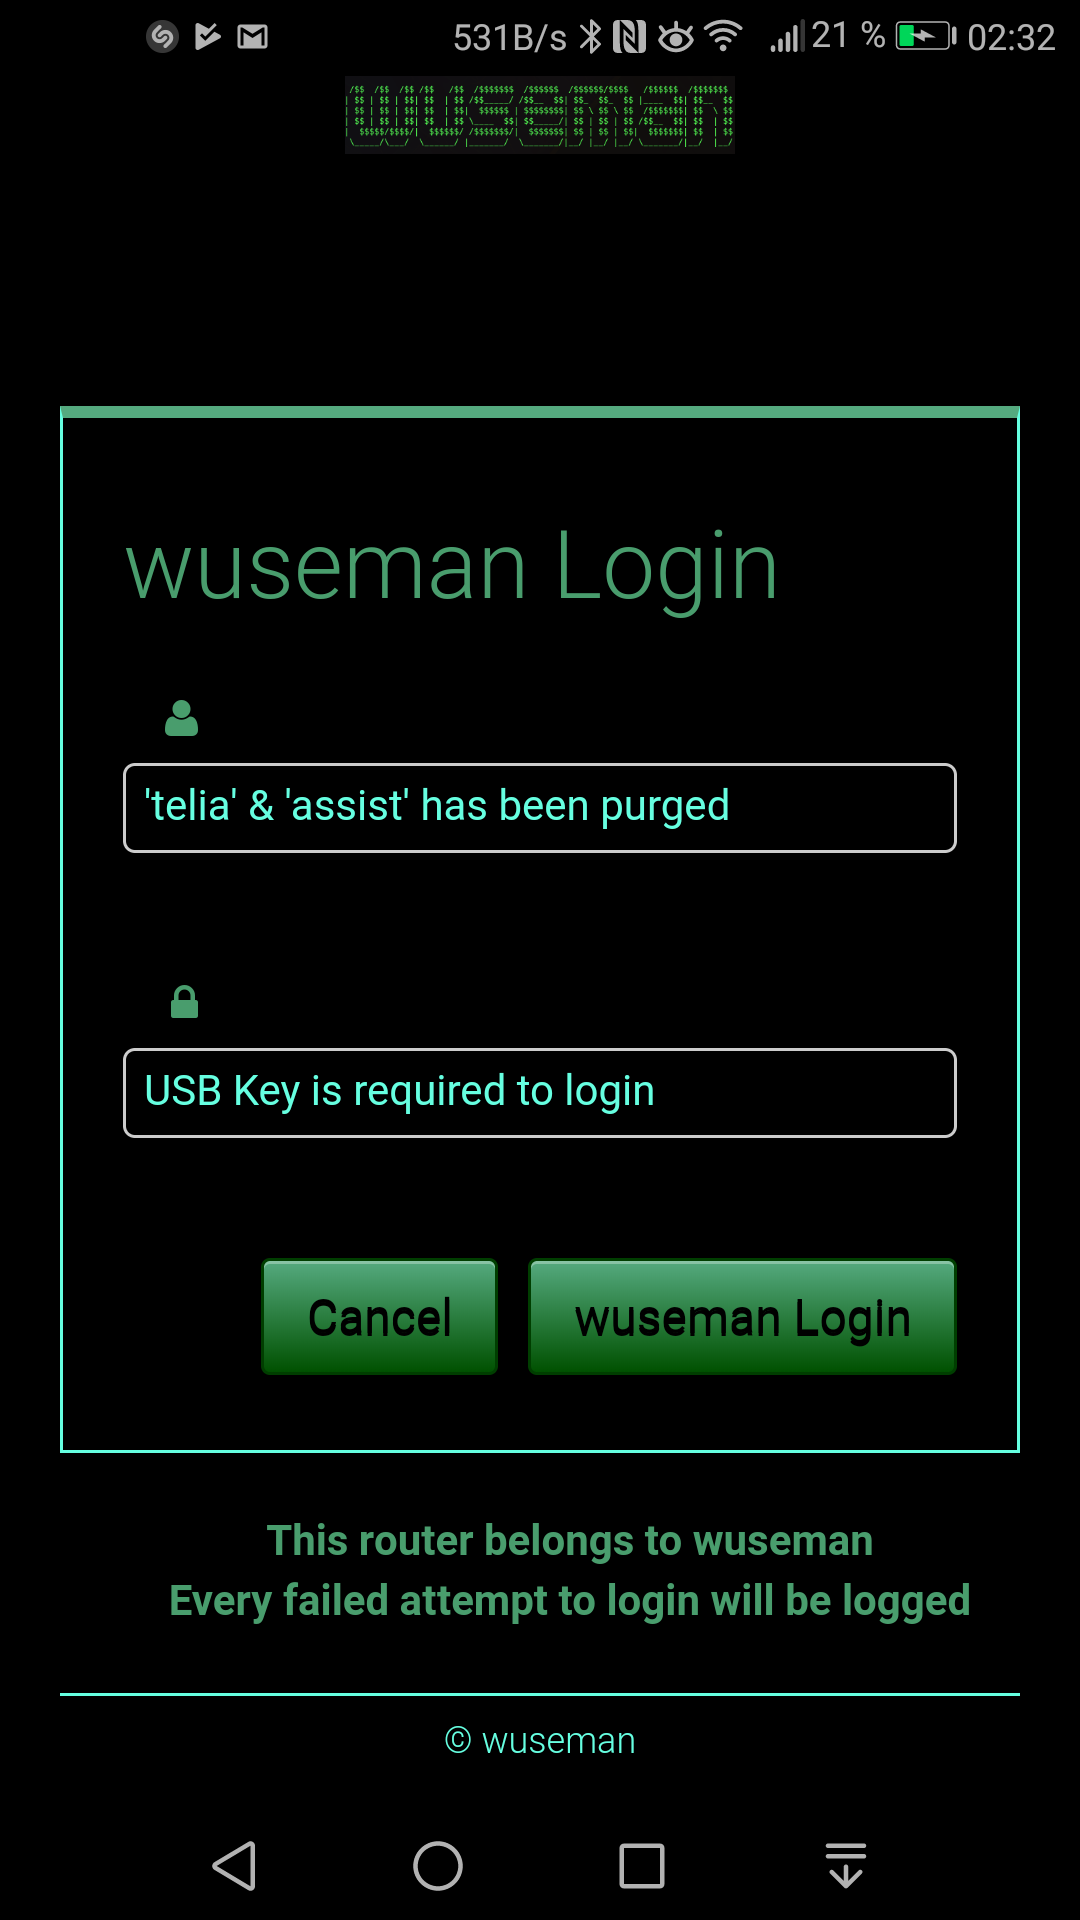 531B/s 21 % 02:32
wuseman
wuseman Login
'telia' & 'assist' has been purged
USB Key is required to login
Cancel wuseman Login
This router belongs to wuseman
Every failed attempt to login will be logged
© wuseman